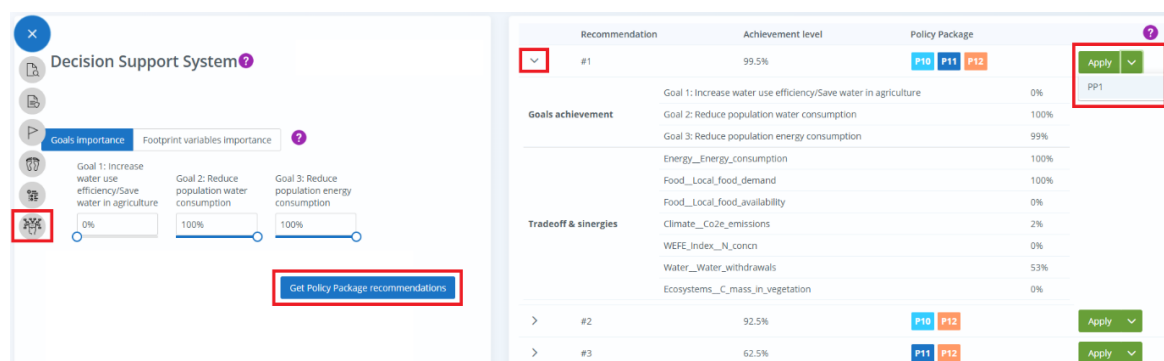 Decision Support System
?
Goals importance
Footprint variables importance
?
Goal 1: Increase
water use
efficiency/Save
water in agriculture
0%
Goal 2: Reduce
population water
consumption
100%
Goal 3: Reduce
population energy
consumption
100%
Get Policy Package recommendations
Recommendation Achievement level Policy Package
?
#1 99.5% P10 P11 P12 Apply
PP1
Goals achievement
Goal 1: Increase water use efficiency/Save water in agriculture 0%
Goal 2: Reduce population water consumption 100%
Goal 3: Reduce population energy consumption 99%
Tradeoff & sinergies
Energy__Energy_consumption 100%
Food__Local_food_demand 100%
Food__Local_food_availability 0%
Climate__Co2e_emissions 2%
WEFE_Index__N_concn 0%
Water__Water_withdrawals 53%
Ecosystems__C_mass_in_vegetation 0%
#2 92.5% P10 P12 Apply
#3 62.5% P11 P12 Apply